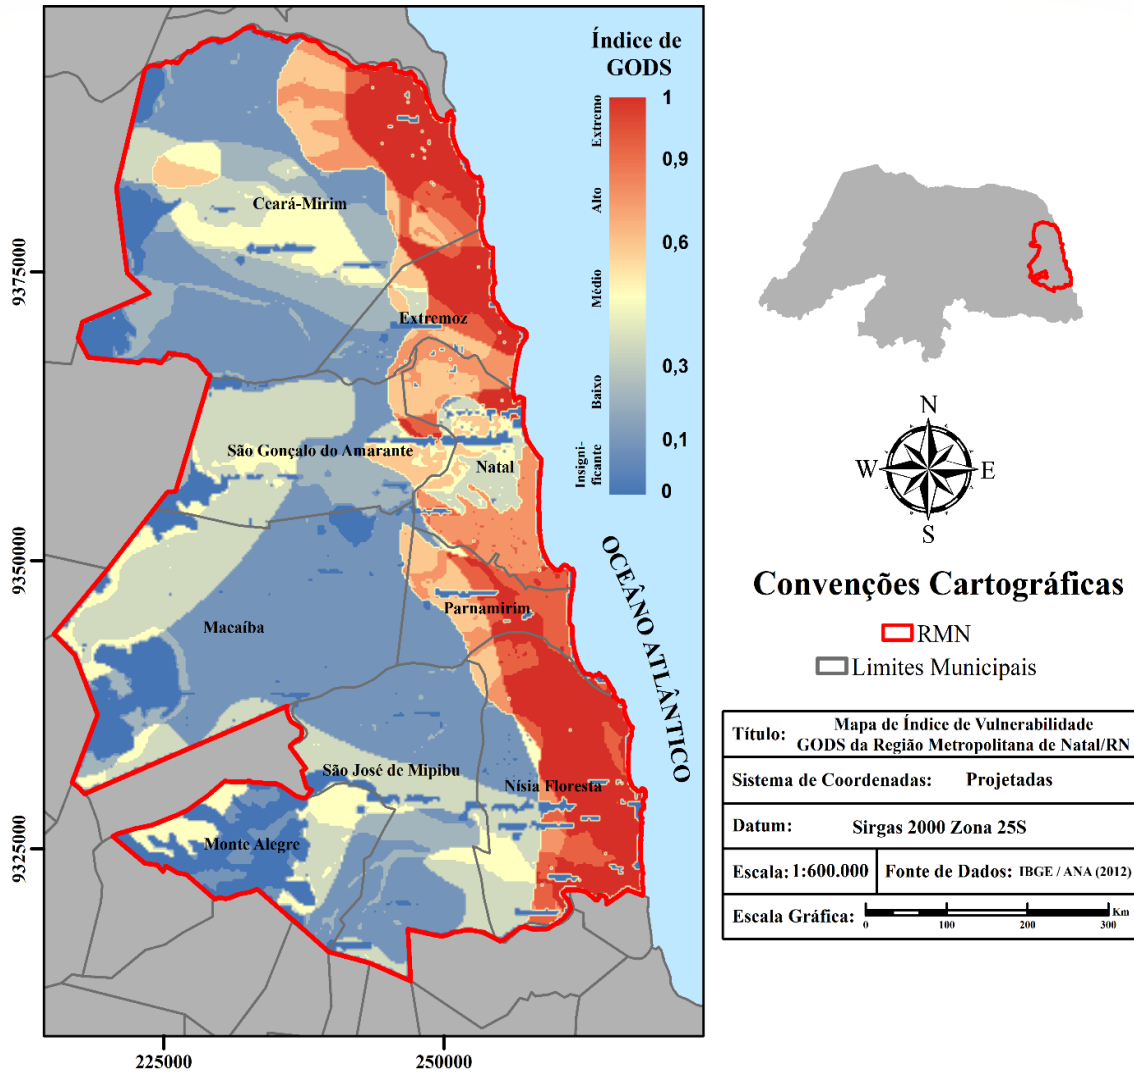 Índice de
GODS
Extremo
Alto
Médio
Baixo
Insigni-
ficante
1
0,9
0,6
0,3
0,1
0
Ceará-Mirim
Extremoz
São Gonçalo do Amarante
Natal
Parnamirim
Macaíba
São José de Mipibu
Nísia Floresta
Monte Alegre
OCEÂNO ATLÂNTICO
9375000
9350000
9325000
225000
250000
N
W
E
S
Convenções Cartográficas
RMN
Limites Municipais
Título: Mapa de Índice de Vulnerabilidade
GODS da Região Metropolitana de Natal/RN
Sistema de Coordenadas: Projetadas
Datum: Sirgas 2000 Zona 25S
Escala: 1:600.000 Fonte de Dados: IBGE / ANA (2012)
Escala Gráfica: Km
0 100 200 300